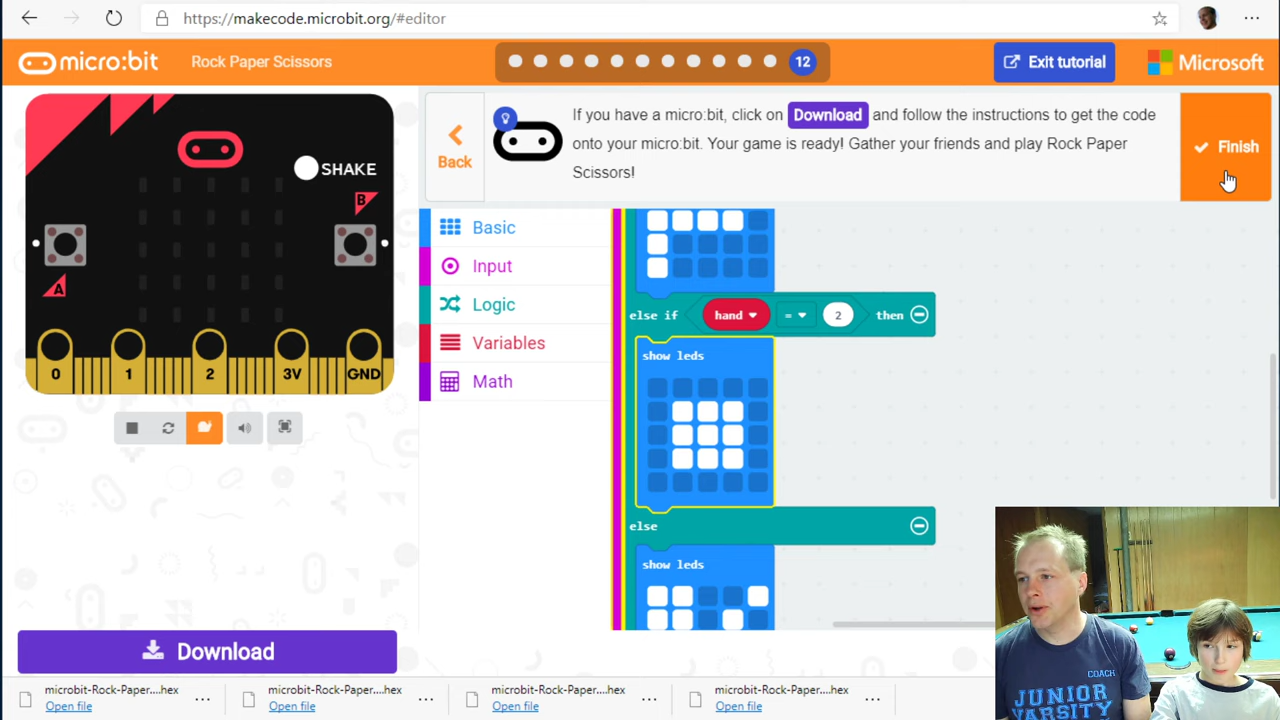 https://makecode.microbit.org/#editor
micro:bit
Rock Paper Scissors
12
Exit tutorial
Microsoft
Back
If you have a micro:bit, click on Download and follow the instructions to get the code
onto your micro:bit. Your game is ready! Gather your friends and play Rock Paper
Scissors!
Finish
SHAKE
B
A
0 1 2 3V GND
Basic
Input
Logic
Variables
Math
else if hand = 2 then
show leds
else
show leds
Download
microbit-Rock-Paper....hex
Open file
microbit-Rock-Paper....hex
Open file
microbit-Rock-Paper....hex
Open file
microbit-Rock-Paper....hex
Open file
COACH
JUNIOR
VARSITY